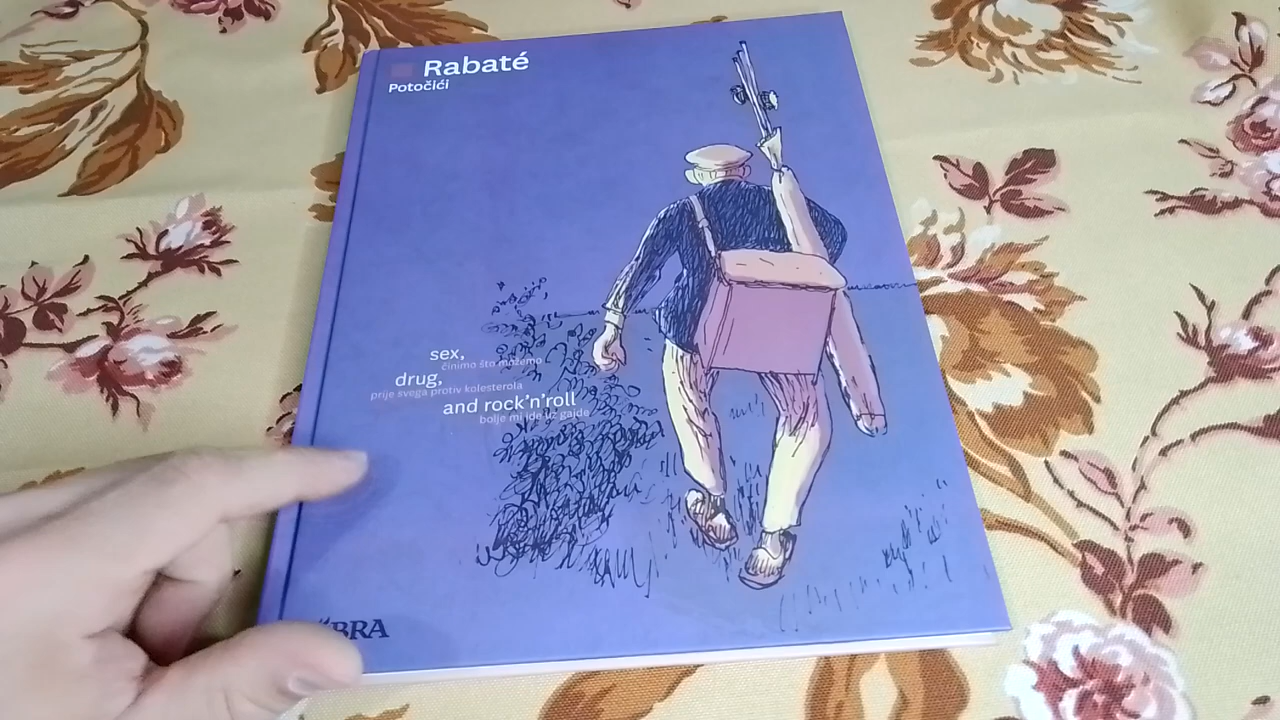 Rabaté
Potočići
sex,
činimo što možemo
drug,
prije svega protiv kolesterola
and rock'n'roll
bolje mi ide uz gajde